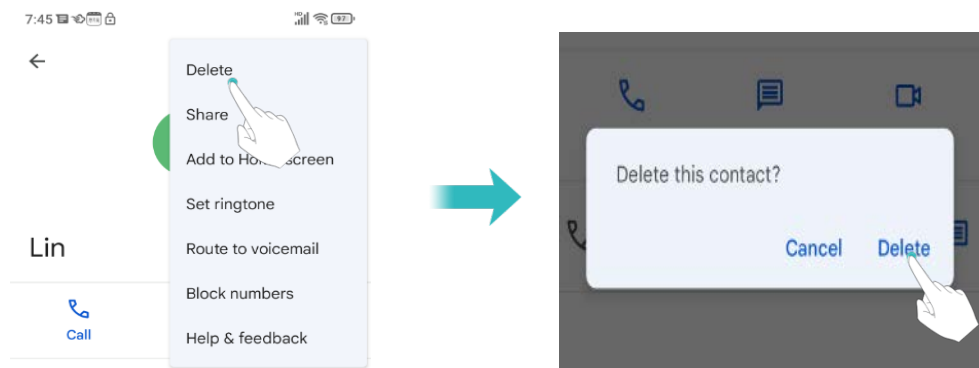 7:45
97
Delete
Share
Add to Home screen
Set ringtone
Lin
Route to voicemail
Block numbers
Call
Help & feedback
Delete this contact?
Cancel Delete